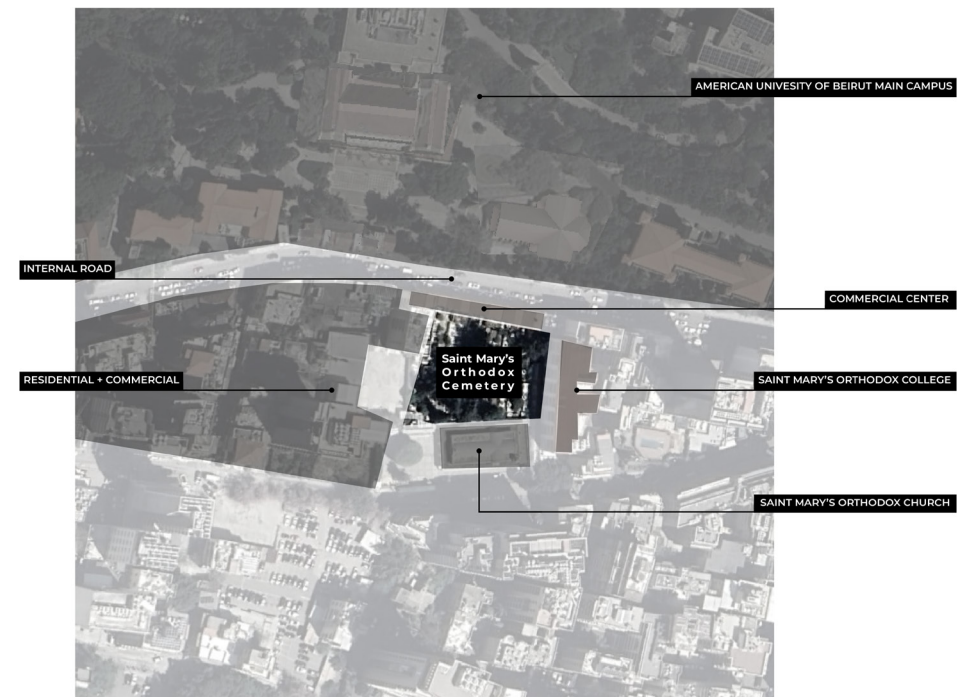 AMERICAN UNIVESITY OF BEIRUT MAIN CAMPUS
INTERNAL ROAD
COMMERCIAL CENTER
Saint Mary's
Orthodox
Cemetery
RESIDENTIAL + COMMERCIAL
SAINT MARY'S ORTHODOX COLLEGE
SAINT MARY'S ORTHODOX CHURCH